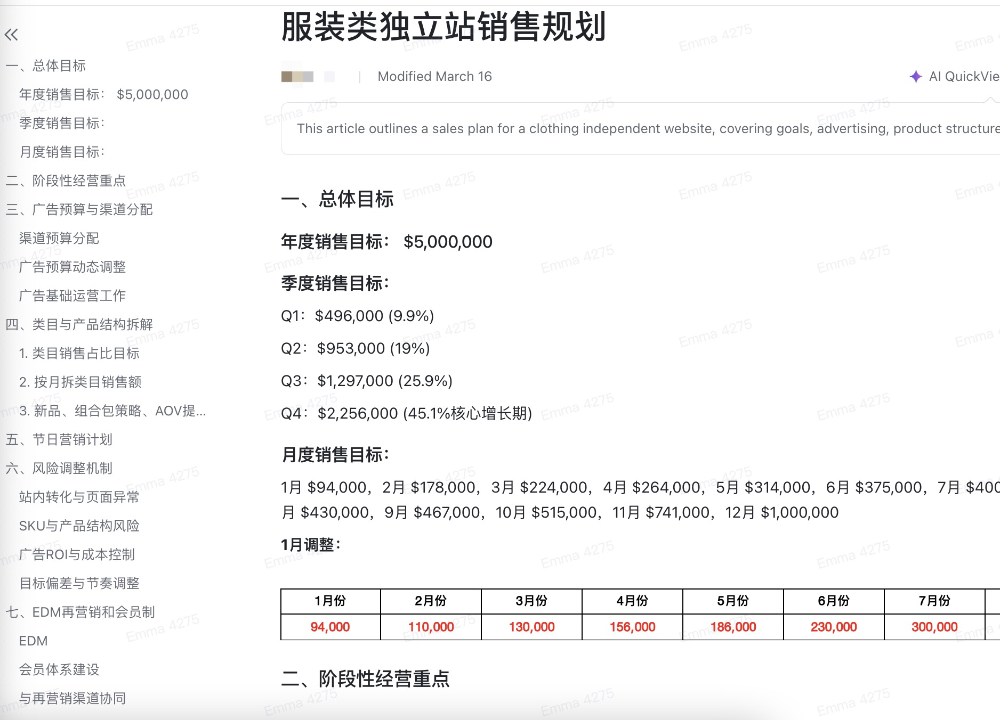 服装类独立站销售规划
Modified March 16
AI QuickVie
This article outlines a sales plan for a clothing independent website, covering goals, advertising, product structure
一、总体目标
年度销售目标： $5,000,000
季度销售目标：
月度销售目标：
二、阶段性经营重点
三、广告预算与渠道分配
渠道预算分配
广告预算动态调整
广告基础运营工作
四、类目与产品结构拆解
1. 类目销售占比目标
2. 按月拆类目销售额
3. 新品、组合包策略、AOV提...
五、节日营销计划
六、风险调整机制
站内转化与页面异常
SKU与产品结构风险
广告ROI与成本控制
目标偏差与节奏调整
七、EDM再营销和会员制
EDM
会员体系建设
与再营销渠道协同
一、总体目标
年度销售目标： $5,000,000
季度销售目标：
Q1：$496,000 (9.9%)
Q2：$953,000 (19%)
Q3：$1,297,000 (25.9%)
Q4：$2,256,000 (45.1%核心增长期)
月度销售目标：
1月 $94,000，2月 $178,000，3月 $224,000，4月 $264,000，5月 $314,000，6月 $375,000，7月 $400
月 $430,000，9月 $467,000，10月 $515,000，11月 $741,000，12月 $1,000,000
1月调整：
1月份 2月份 3月份 4月份 5月份 6月份 7月份
94,000 110,000 130,000 156,000 186,000 230,000 300,000
二、阶段性经营重点
Emma 4275